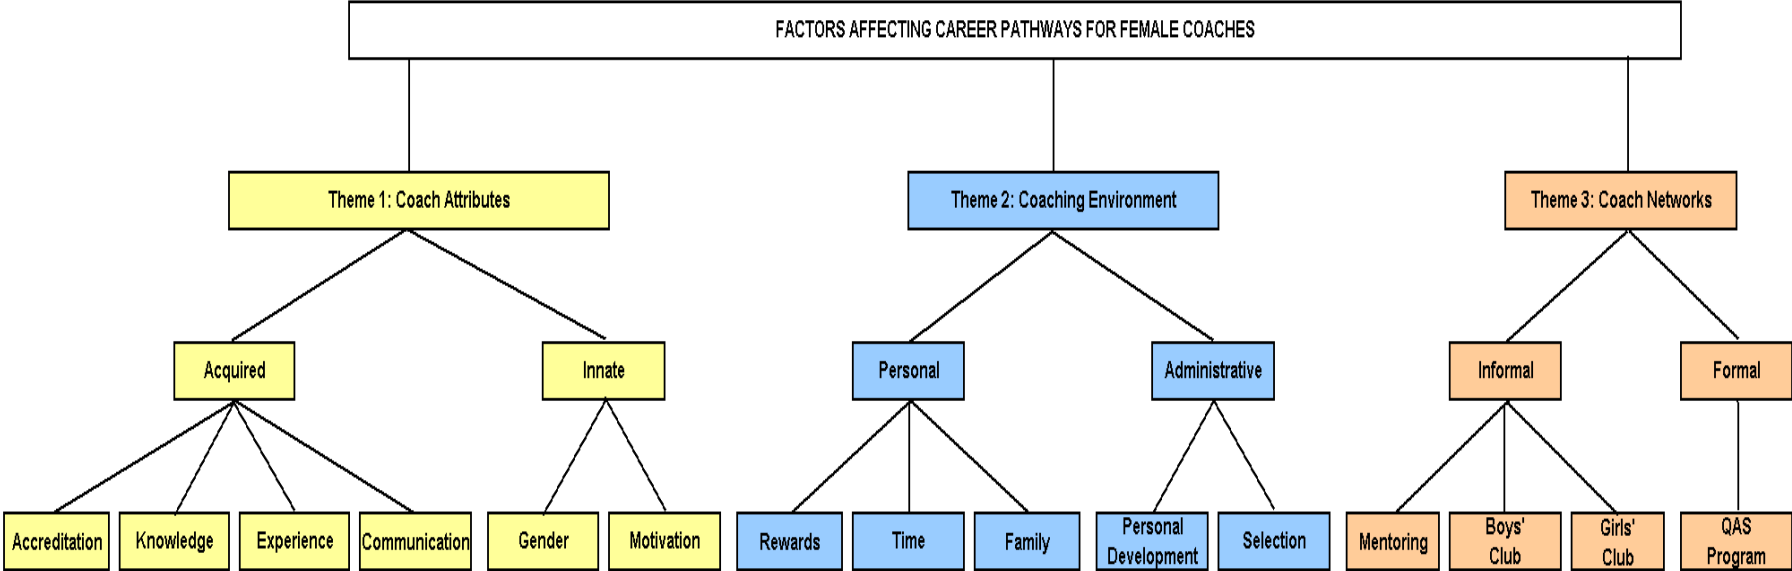 FACTORS AFFECTING CAREER PATHWAYS FOR FEMALE COACHES
Theme 1: Coach Attributes
Theme 2: Coaching Environment
Theme 3: Coach Networks
Acquired
Innate
Personal
Administrative
Informal
Formal
Accreditation
Knowledge
Experience
Communication
Gender
Motivation
Rewards
Time
Family
Personal
Development
Selection
Mentoring
Boys'
Club
Girls'
Club
QAS
Program